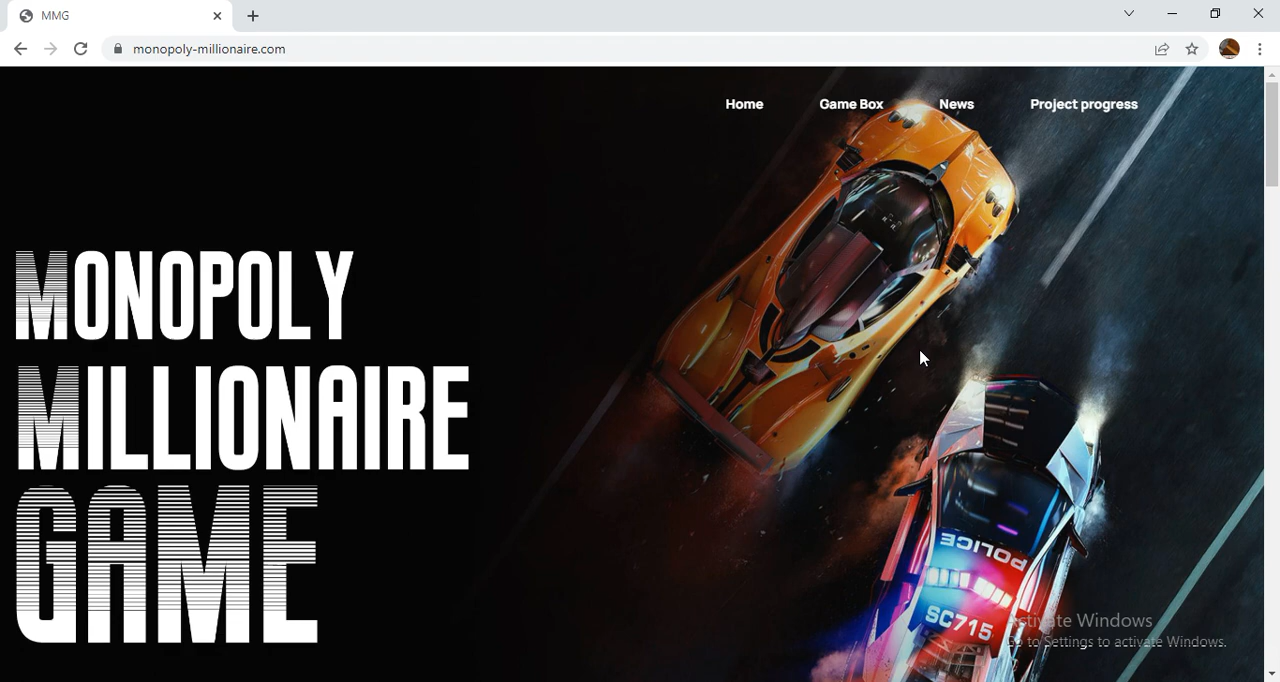 MMG
monopoly-millionaire.com
Home Game Box News Project progress
MONOPOLY
MILLIONAIRE
GAME
POLICE
SC715
Activate Windows
Go to Settings to activate Windows.